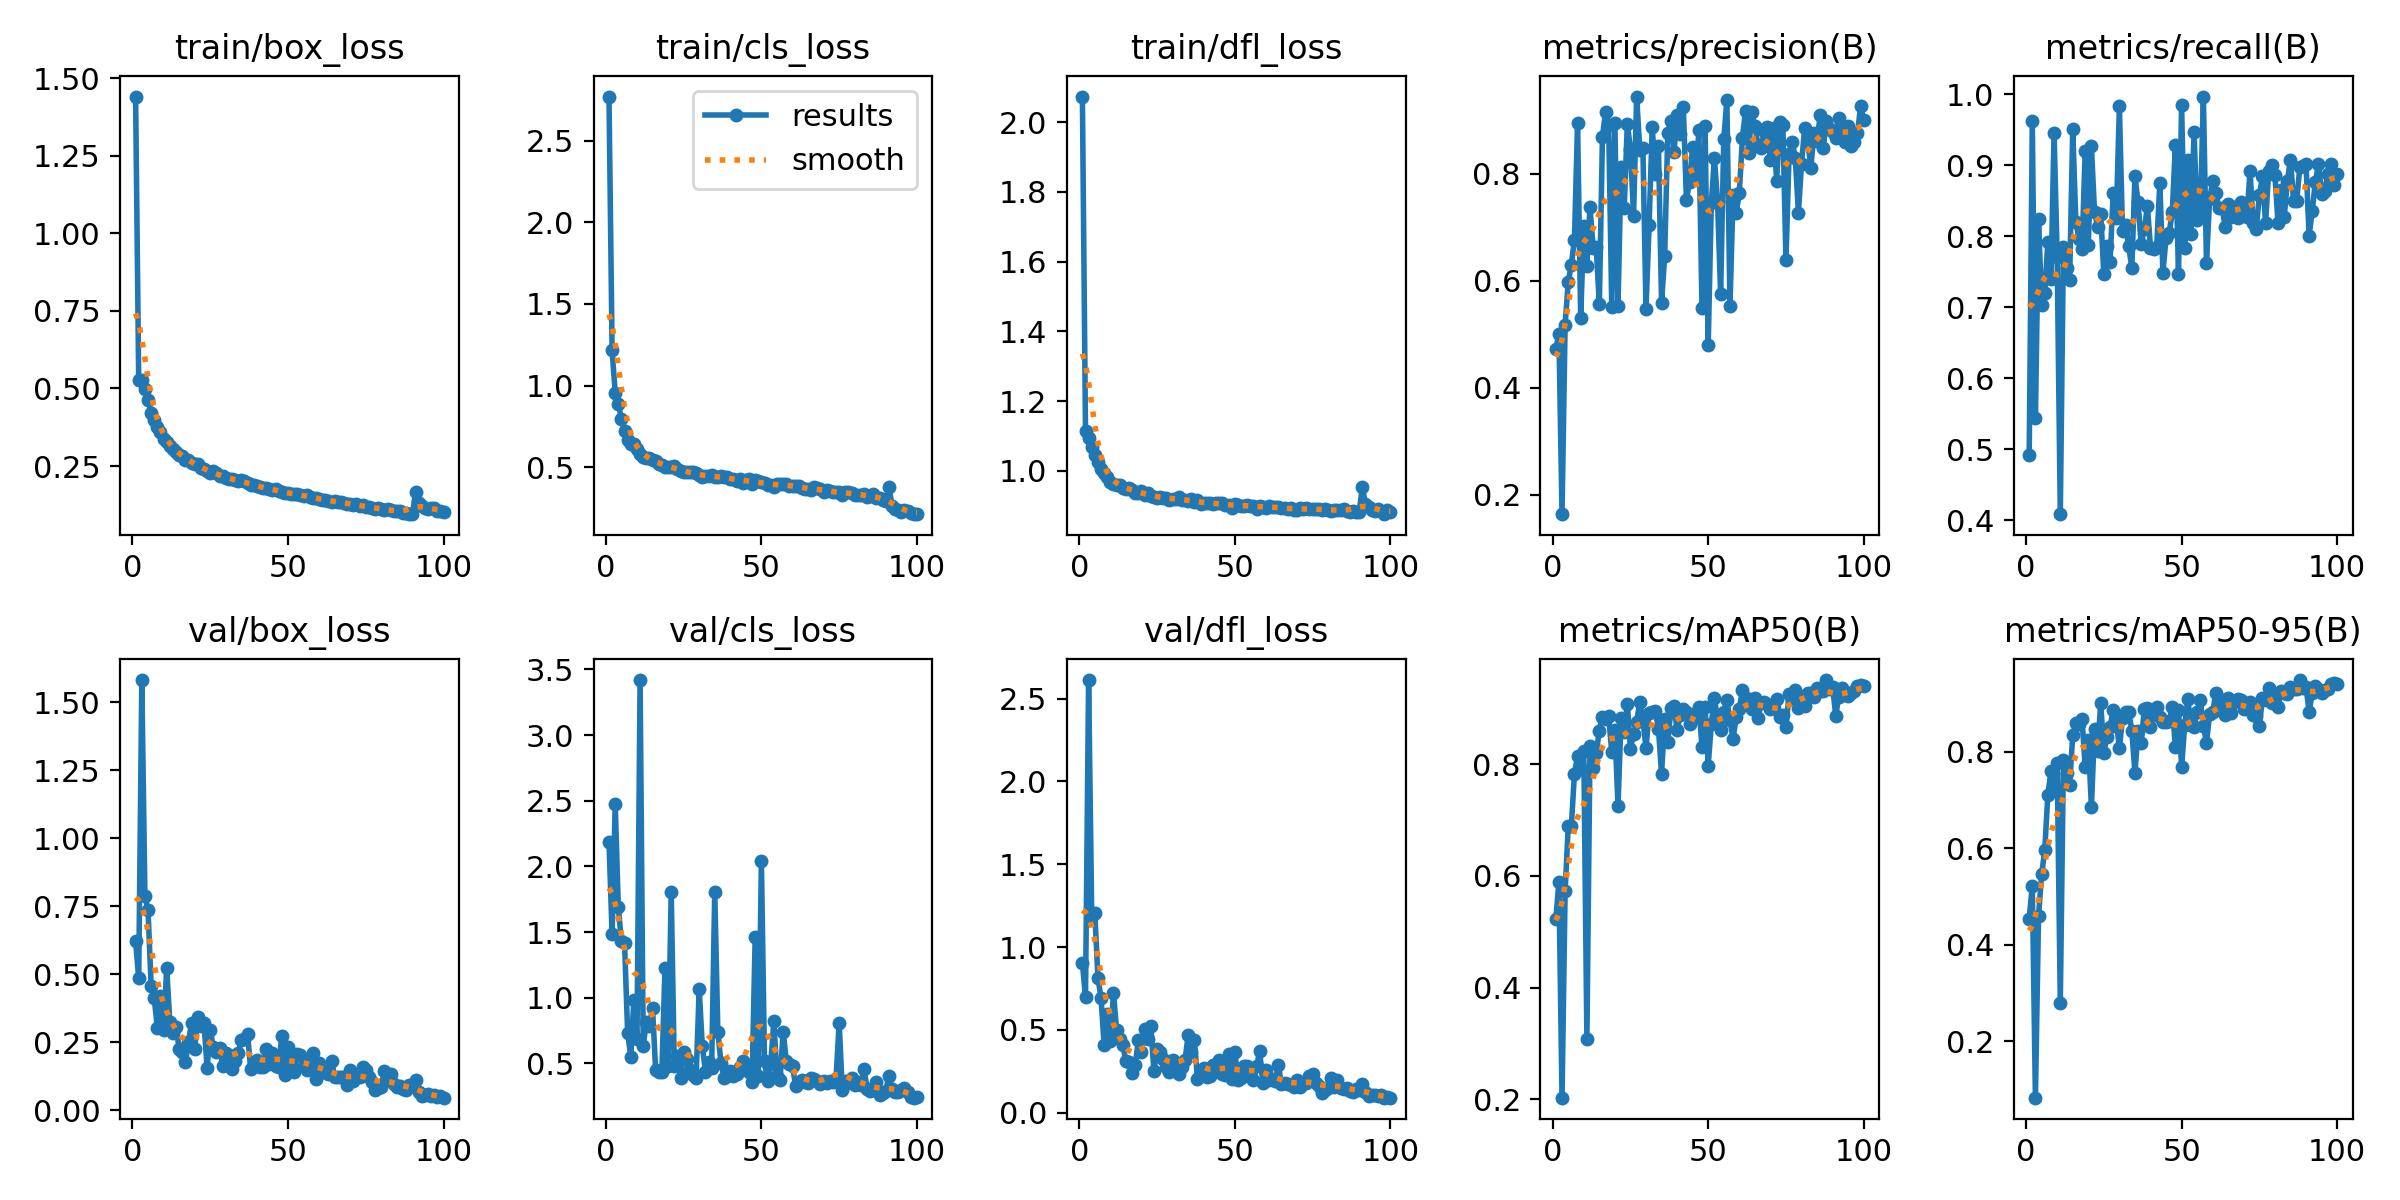 train/box_loss
1.50
1.25
1.00
0.75
0.50
0.25
0 50 100
train/cls_loss
results
smooth
2.5
2.0
1.5
1.0
0.5
0 50 100
train/dfl_loss
2.0
1.8
1.6
1.4
1.2
1.0
0 50 100
metrics/precision(B)
0.8
0.6
0.4
0.2
0 50 100
metrics/recall(B)
1.0
0.9
0.8
0.7
0.6
0.5
0.4
0 50 100
val/box_loss
1.50
1.25
1.00
0.75
0.50
0.25
0.00
0 50 100
val/cls_loss
3.5
3.0
2.5
2.0
1.5
1.0
0.5
0 50 100
val/dfl_loss
2.5
2.0
1.5
1.0
0.5
0.0
0 50 100
metrics/mAP50(B)
0.8
0.6
0.4
0.2
0 50 100
metrics/mAP50-95(B)
0.8
0.6
0.4
0.2
0 50 100